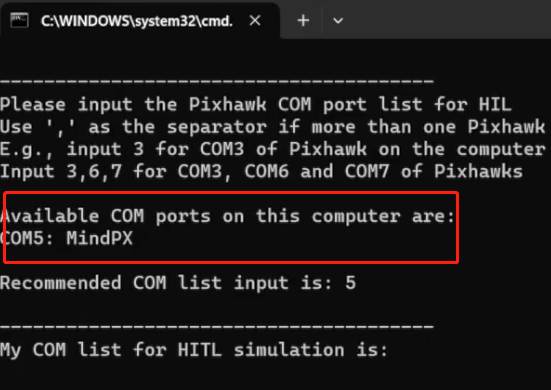 C:\WINDOWS\system32\cmd.
----------------------------------------
Please input the Pixhawk COM port list for HIL
Use ',' as the separator if more than one Pixhawk
E.g., input 3 for COM3 of Pixhawk on the computer
Input 3,6,7 for COM3, COM6 and COM7 of Pixhawks
Available COM ports on this computer are:
COM5: MindPX
Recommended COM list input is: 5
----------------------------------------
My COM list for HITL simulation is: